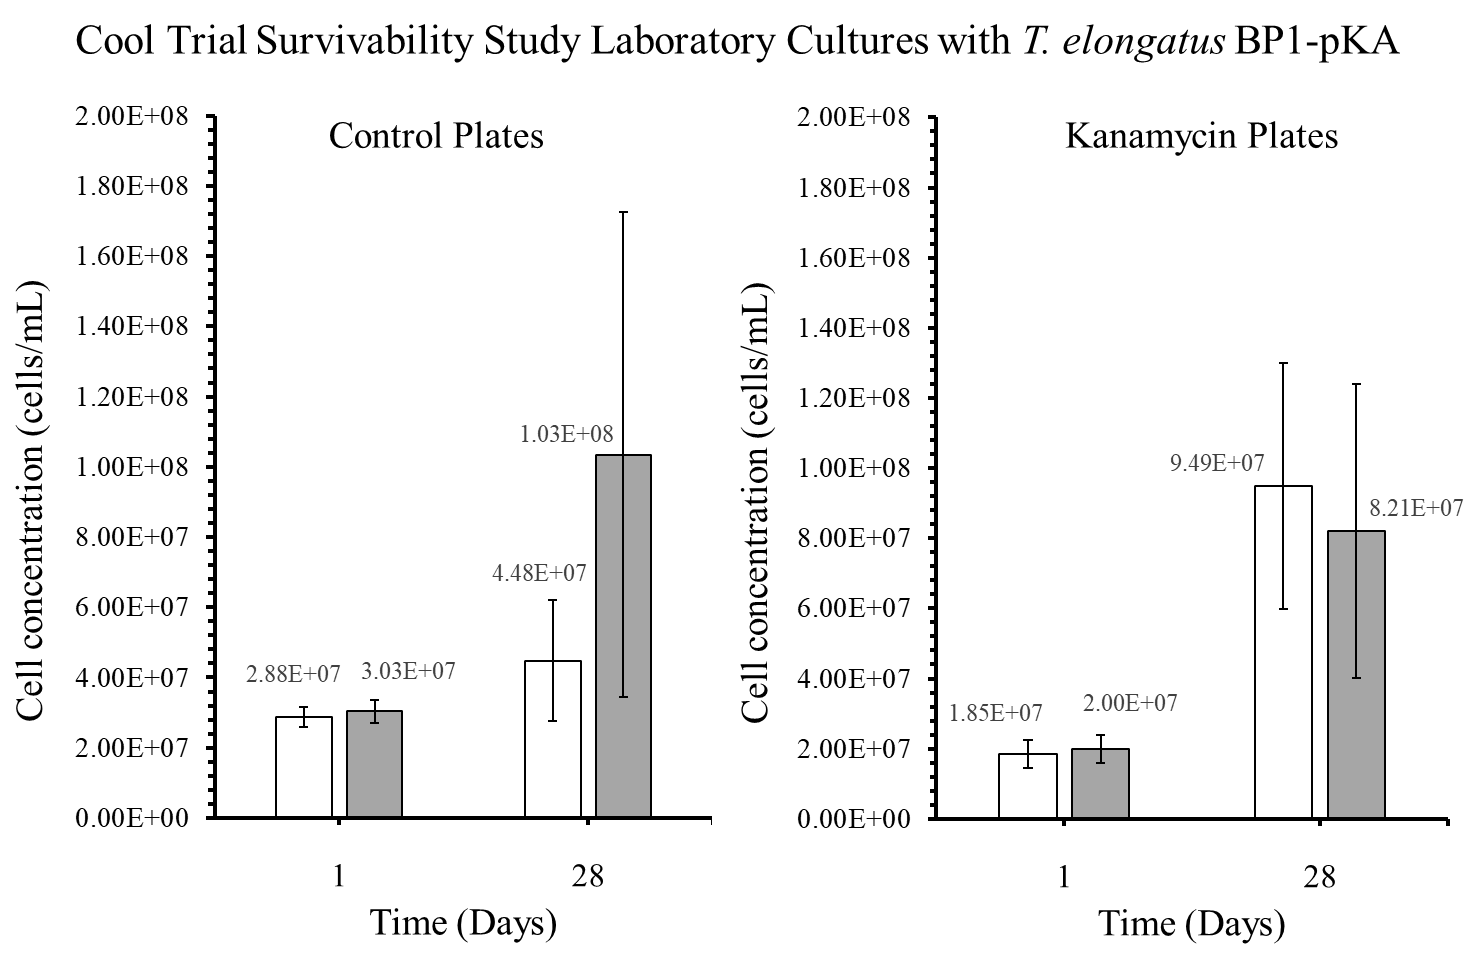 Cool Trial Survivability Study Laboratory Cultures with T. elongatus BP1-pKA
Control Plates
Cell concentration (cells/mL)
2.00E+08
1.80E+08
1.60E+08
1.40E+08
1.20E+08
1.00E+08
8.00E+07
6.00E+07
4.00E+07
2.00E+07
0.00E+00
2.88E+07
3.03E+07
4.48E+07
1.03E+08
1
28
Time (Days)
Kanamycin Plates
Cell concentration (cells/mL)
2.00E+08
1.80E+08
1.60E+08
1.40E+08
1.20E+08
1.00E+08
8.00E+07
6.00E+07
4.00E+07
2.00E+07
0.00E+00
1.85E+07
2.00E+07
9.49E+07
8.21E+07
1
28
Time (Days)